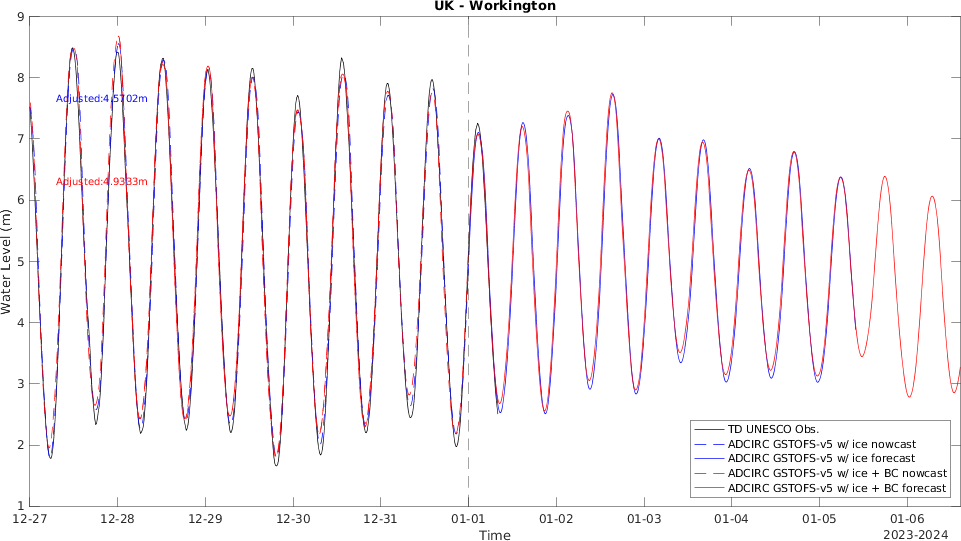 UK - Workington
9
8
7
6
5
4
3
2
1
Water Level (m)
Adjusted:4.5702m
Adjusted:4.9333m
TD UNESCO Obs.
ADCIRC GSTOFS-v5 w/ ice nowcast
ADCIRC GSTOFS-v5 w/ ice forecast
ADCIRC GSTOFS-v5 w/ ice + BC nowcast
ADCIRC GSTOFS-v5 w/ ice + BC forecast
12-27 12-28 12-29 12-30 12-31 01-01 01-02 01-03 01-04 01-05 01-06
Time
2023-2024